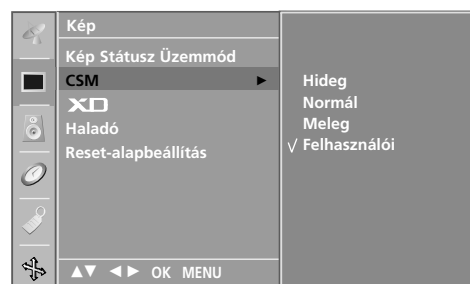 Kép
Kép Státusz Üzemmód
CSM ►
XD
Haladó
Reset-alapbeállítás
▲▼ ◄► OK MENU
Hideg
Normál
Meleg
√ Felhasználói